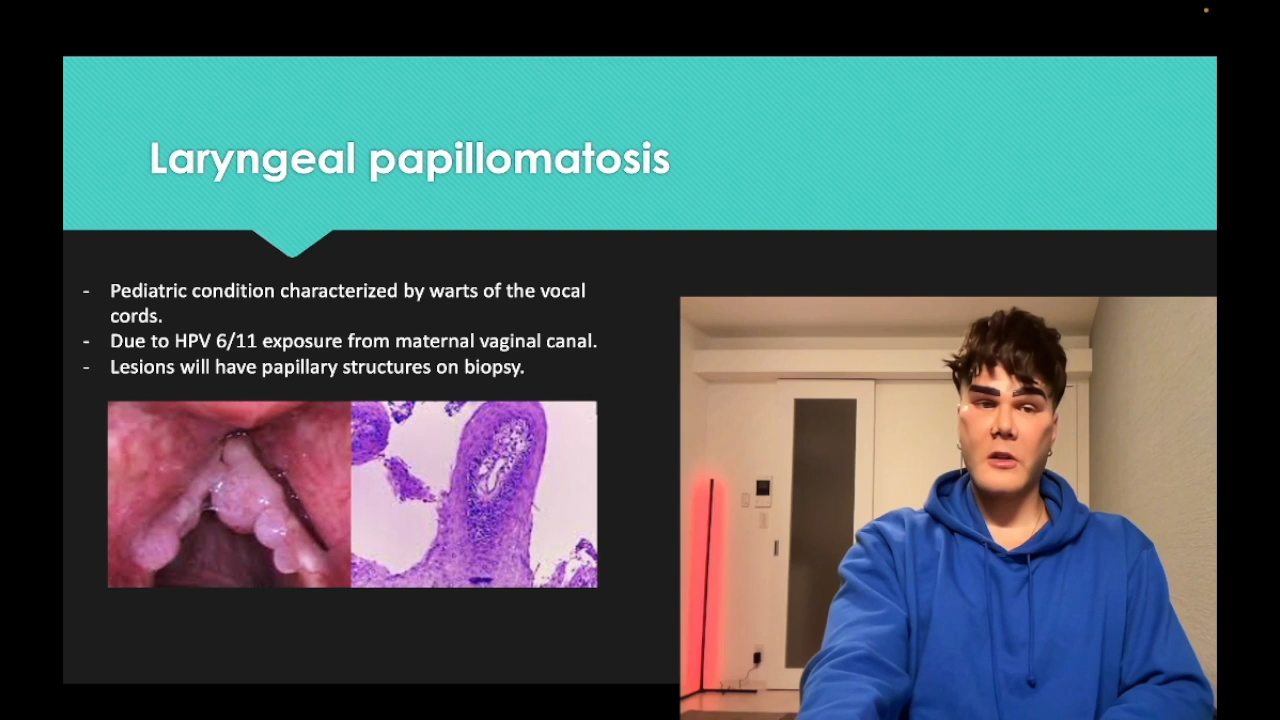 Laryngeal papillomatosis
- Pediatric condition characterized by warts of the vocal
cords.
- Due to HPV 6/11 exposure from maternal vaginal canal.
- Lesions will have papillary structures on biopsy.